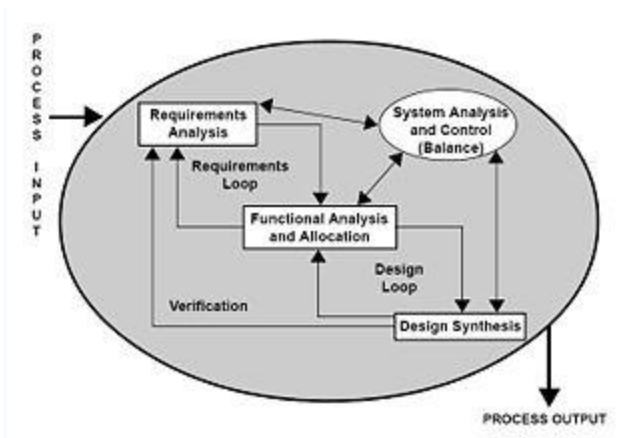 PROCESS INPUT
Requirements
Analysis
System Analysis
and Control
(Balance)
Requirements
Loop
Functional Analysis
and Allocation
Design
Loop
Verification
Design Synthesis
PROCESS OUTPUT